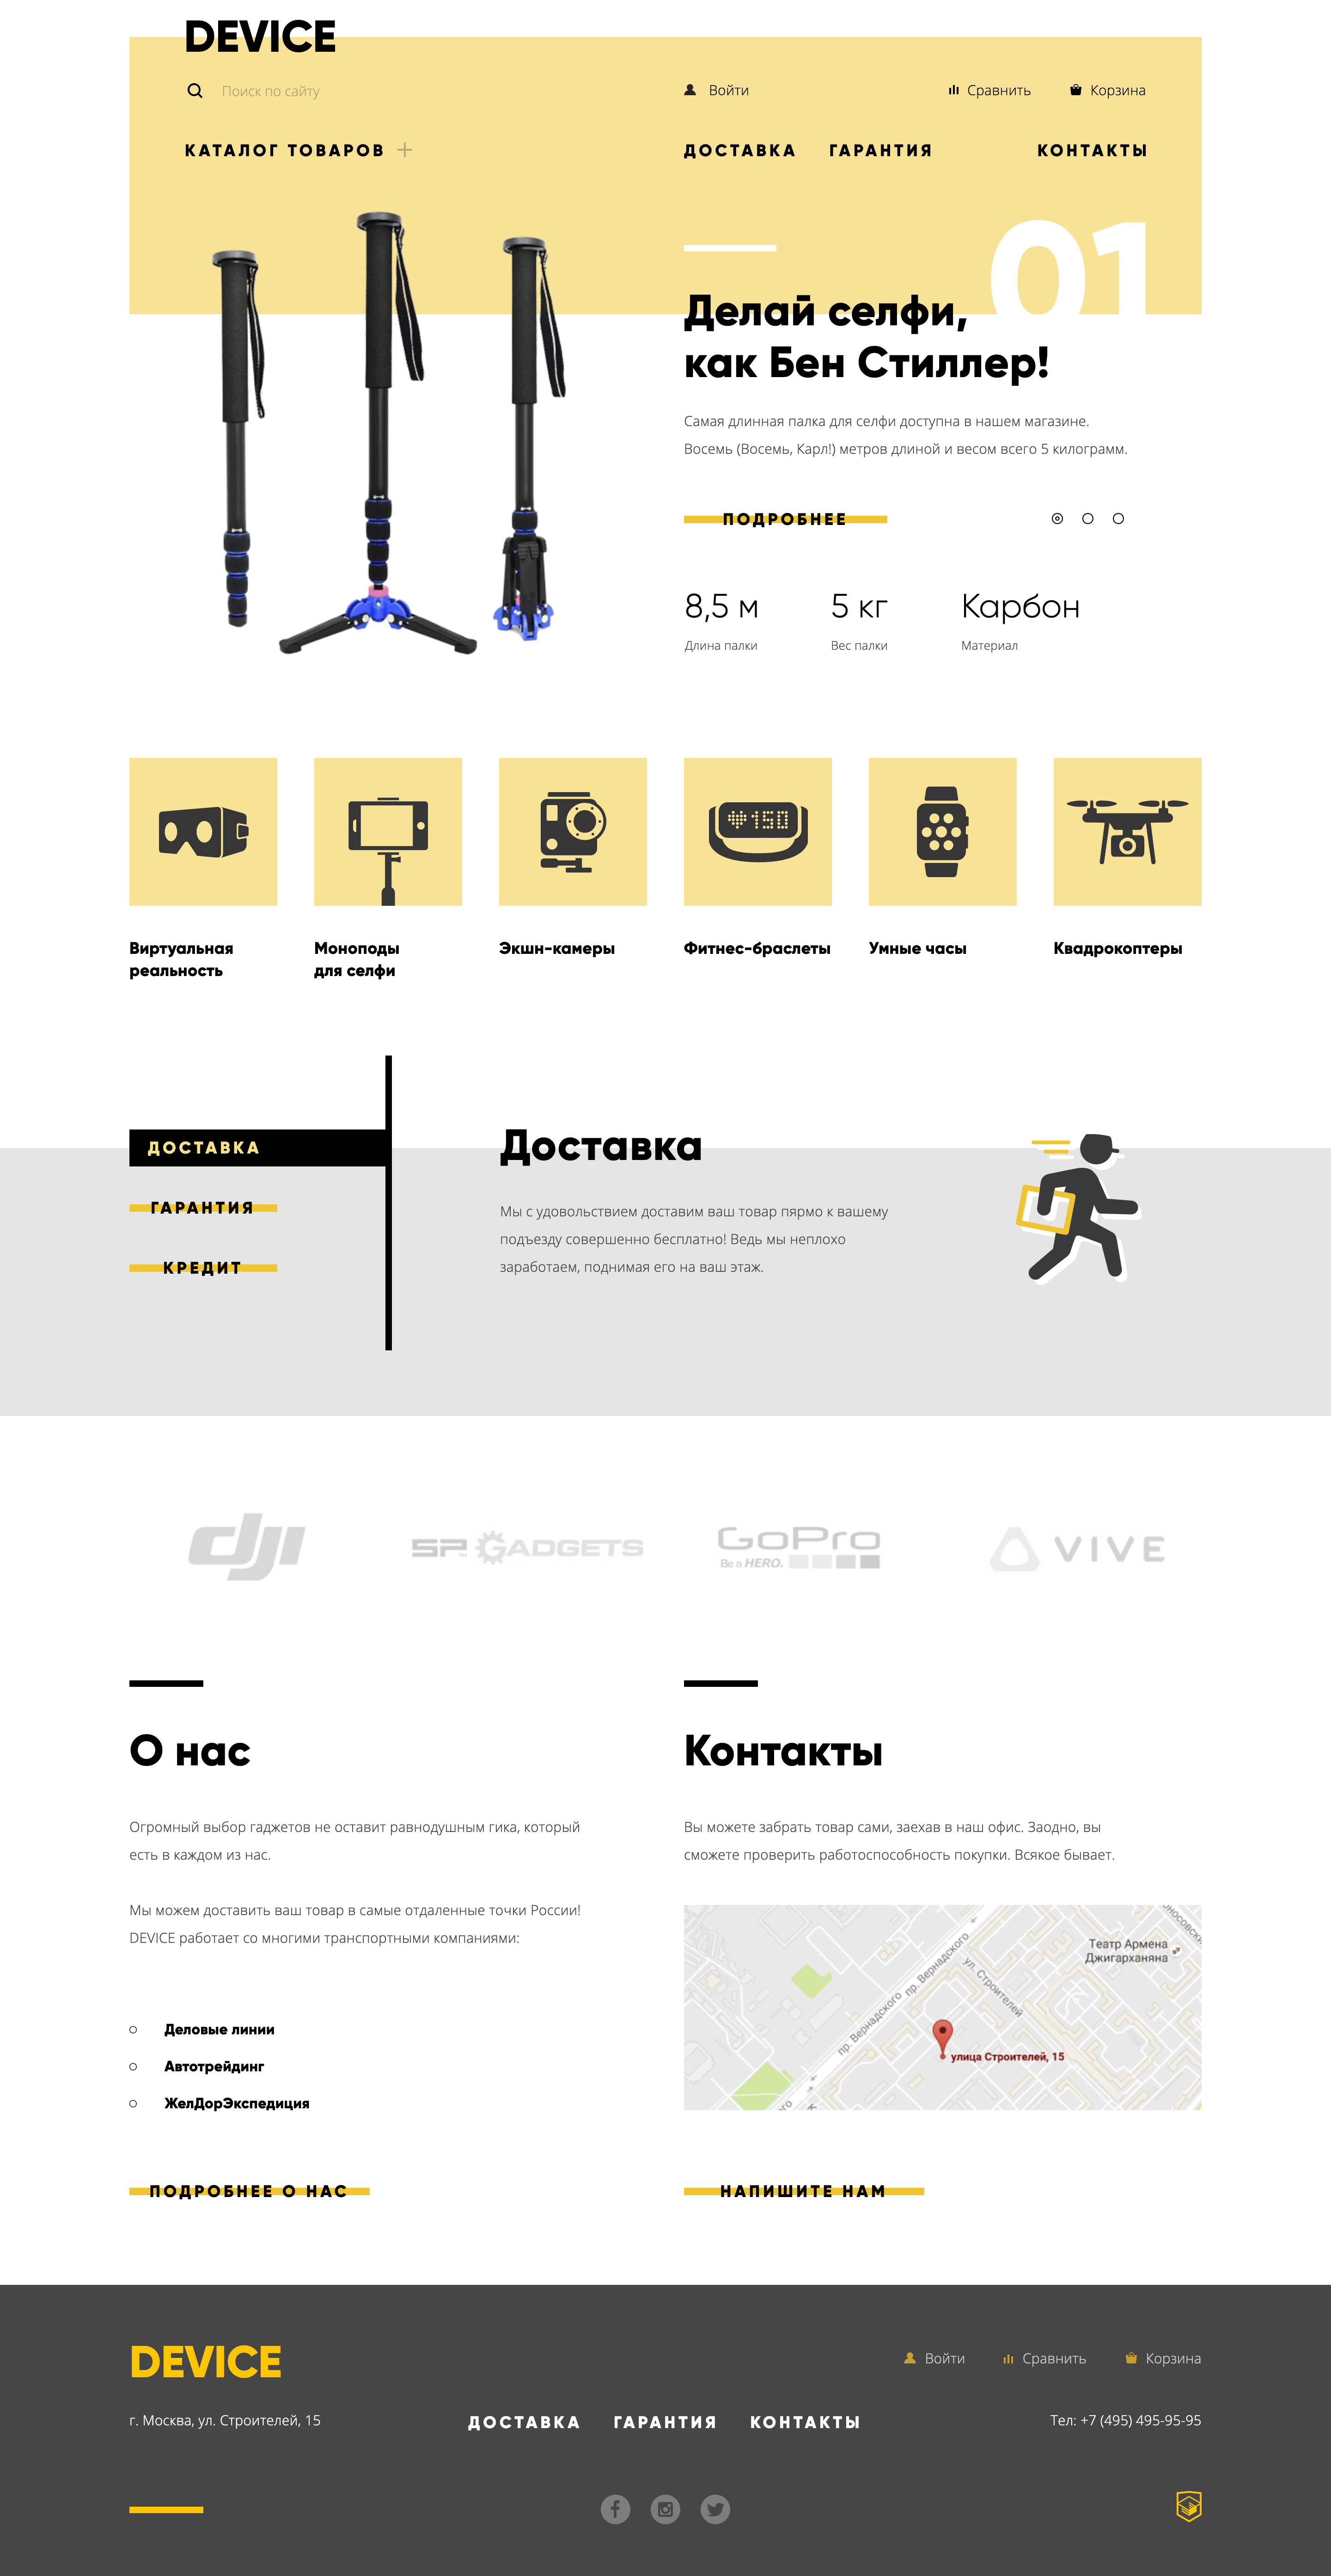 DEVICE
Поиск по сайту
Войти
Сравнить
Корзина
КАТАЛОГ ТОВАРОВ
ДОСТАВКА
ГАРАНТИЯ
КОНТАКТЫ
01
Делай селфи,
как Бен Стиллер!
Самая длинная палка для селфи доступна в нашем магазине.
Восемь (Восемь, Карл!) метров длиной и весом всего 5 килограмм.
ПОДРОБНЕЕ
8,5 м
5 кг
Карбон
Длина палки
Вес палки
Материал
150
Виртуальная
реальность
Моноподы
для селфи
Экшн-камеры
Фитнес-браслеты
Умные часы
Квадрокоптеры
ДОСТАВКА
ГАРАНТИЯ
КРЕДИТ
Доставка
Мы с удовольствием доставим ваш товар пярмо к вашему
подъезду совершенно бесплатно! Ведь мы неплохо
заработаем, поднимая его на ваш этаж.
dji
SP GADGETS
GoPro
Be a HERO.
VIVE
О нас
Огромный выбор гаджетов не оставит равнодушным гика, который
есть в каждом из нас.
Мы можем доставить ваш товар в самые отдаленные точки России!
DEVICE работает со многими транспортными компаниями:
Деловые линии
Автотрейдинг
ЖелДорЭкспедиция
ПОДРОБНЕЕ О НАС
Контакты
Вы можете забрать товар сами, заехав в наш офис. Заодно, вы
сможете проверить работоспособность покупки. Всякое бывает.
Театр Армена
Джигарханяна
пр. Вернадского
пр. Вернадского
ул. Строителей
улица Строителей, 15
НАПИШИТЕ НАМ
DEVICE
Войти
Сравнить
Корзина
г. Москва, ул. Строителей, 15
ДОСТАВКА
ГАРАНТИЯ
КОНТАКТЫ
Тел: +7 (495) 495-95-95